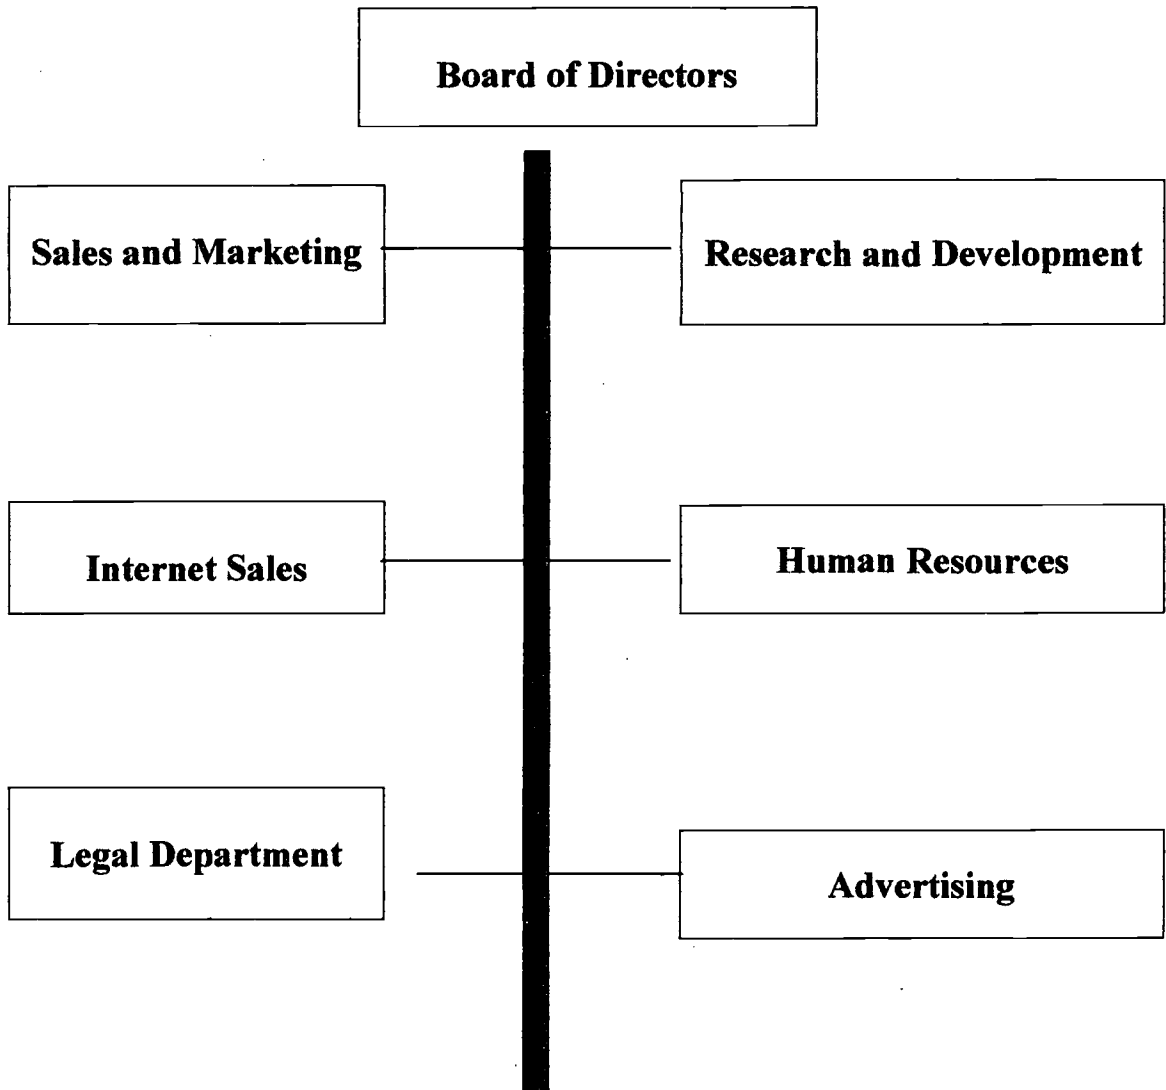 Board of Directors
Sales and Marketing
Research and Development
Internet Sales
Human Resources
Legal Department
Advertising